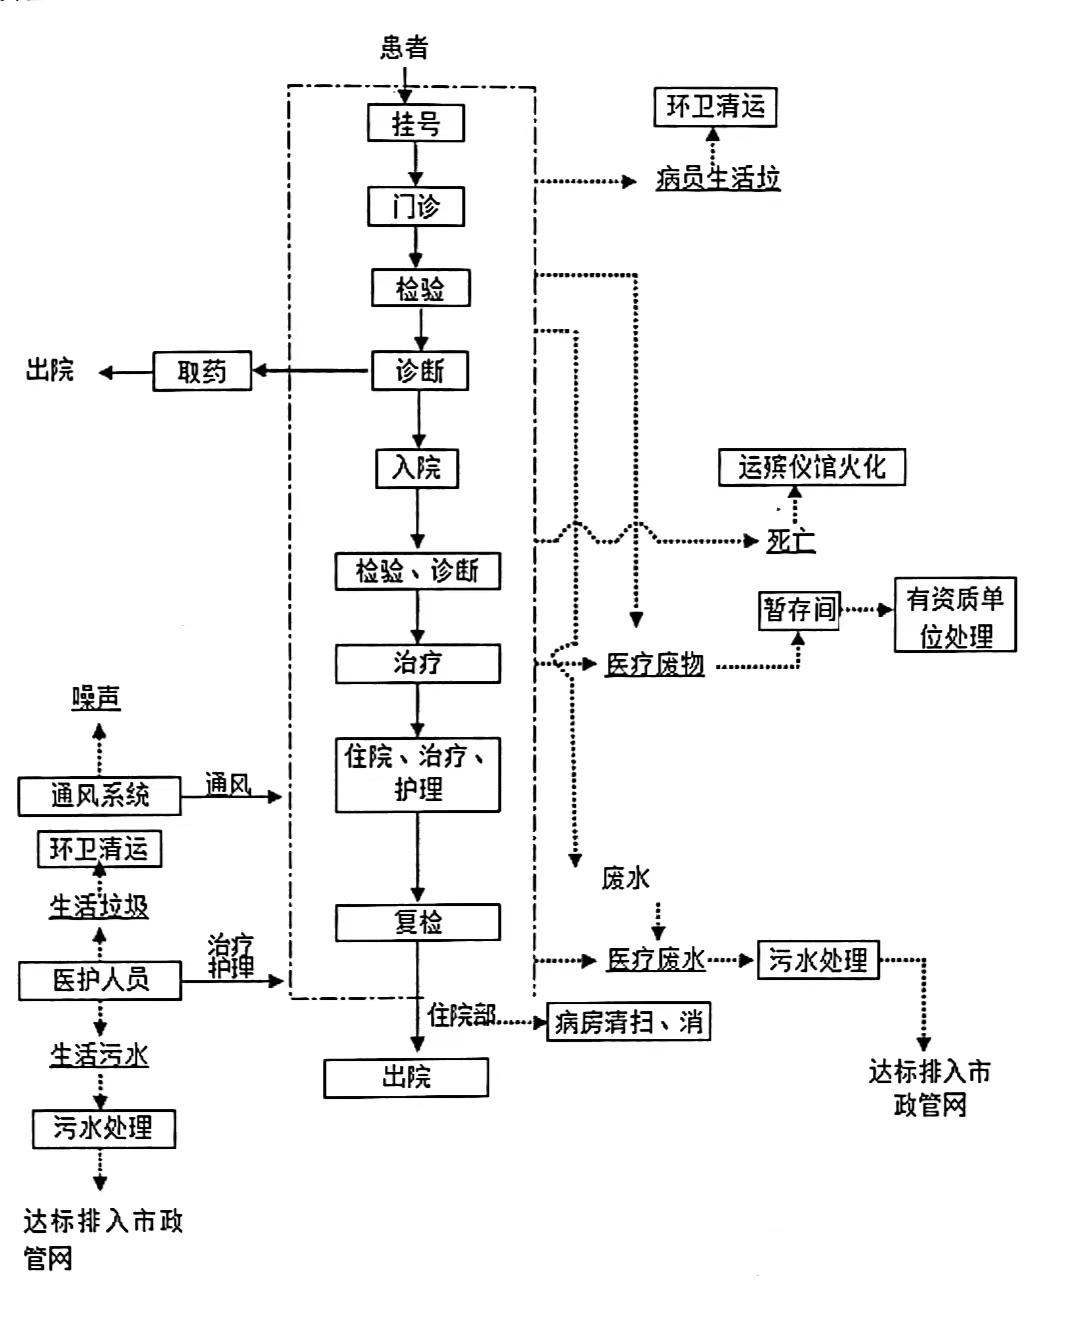 患者
挂号
环卫清运
病员生活垃
门诊
检验
出院
取药
诊断
入院
运殡仪馆火化
死亡
检验、诊断
暂存间
有资质单
位处理
治疗
医疗废物
噪声
住院、治疗、
护理
通风系统
通风
环卫清运
生活垃圾
废水
复检
治疗
护理
医护人员
医疗废水
污水处理
住院部
病房清扫、消
生活污水
出院
达标排入市
政管网
污水处理
达标排入市政
管网